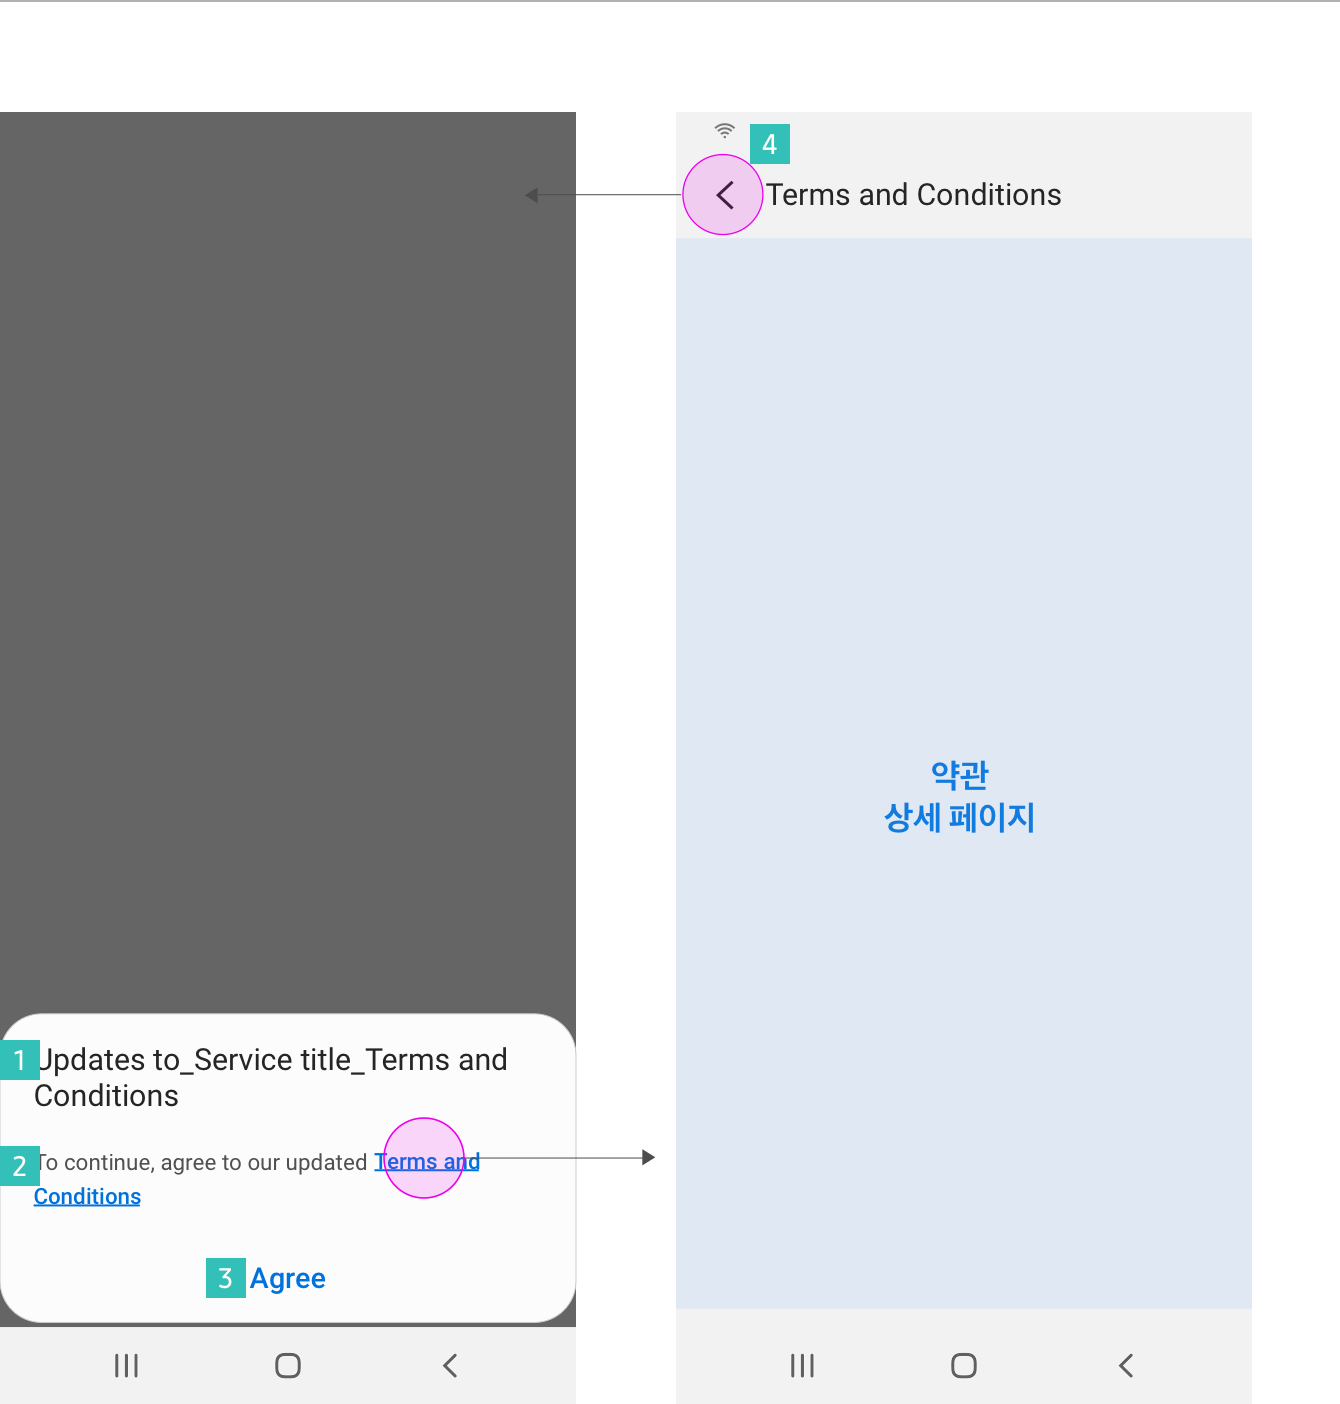 4
Terms and Conditions
약관
상세 페이지
1
Updates to_Service title_Terms and
Conditions
2
To continue, agree to our updated Terms and
Conditions
3
Agree